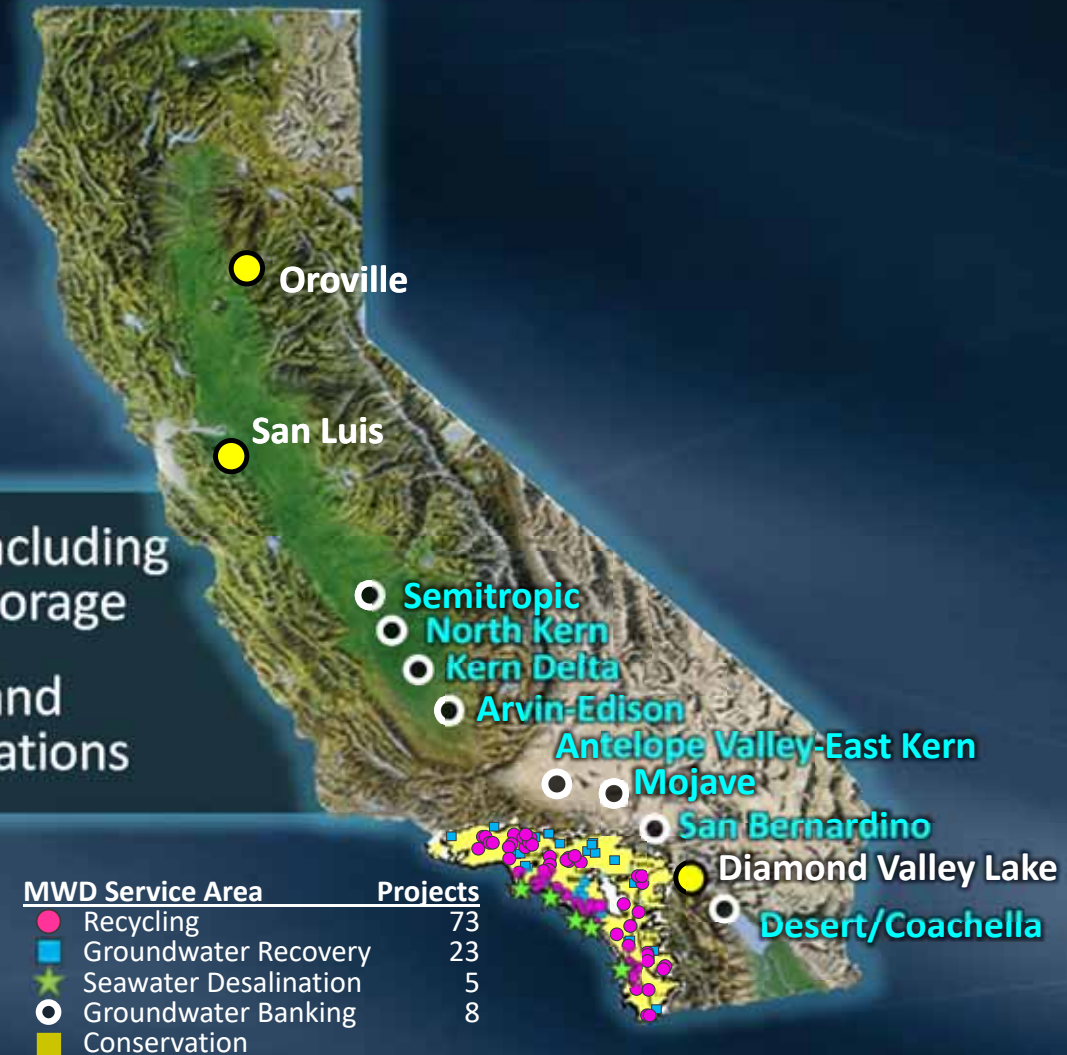 Oroville
San Luis
ncluding
orage
and
ations
Semitropic
North Kern
Kern Delta
Arvin-Edison
Antelope Valley-East Kern
Mojave
San Bernardino
Diamond Valley Lake
Desert/Coachella
MWD Service Area Projects
Recycling 73
Groundwater Recovery 23
Seawater Desalination 5
Groundwater Banking 8
Conservation